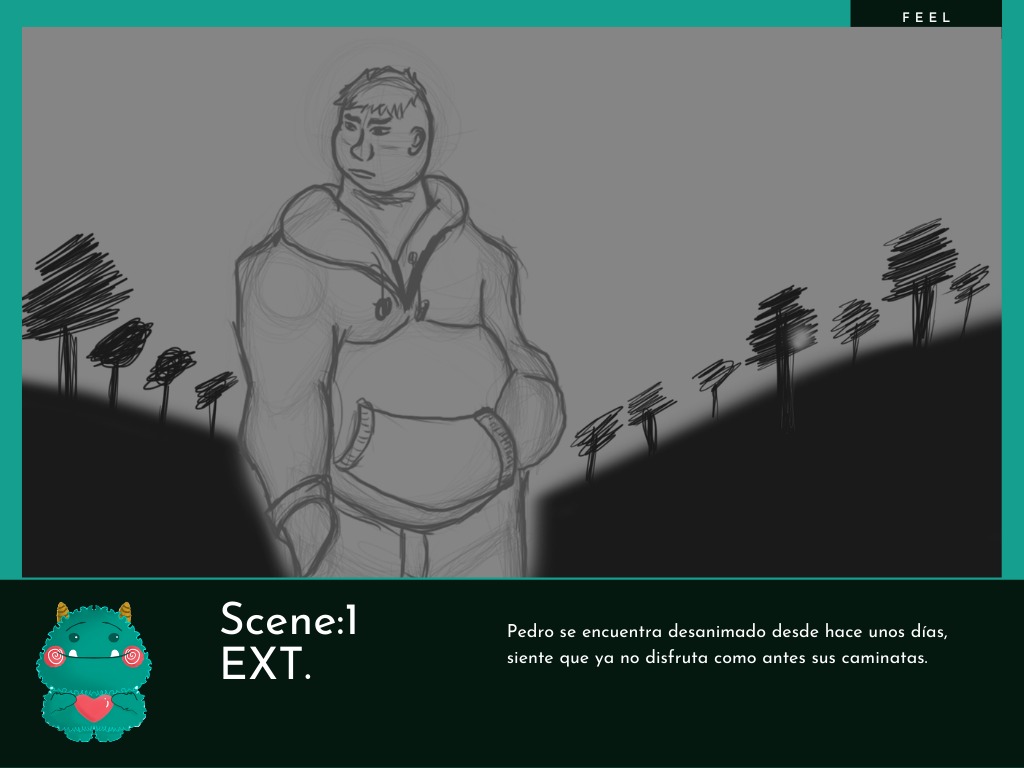 FEEL
Scene:1
EXT.
Pedro se encuentra desanimado desde hace unos días,
siente que ya no disfruta como antes sus caminatas.